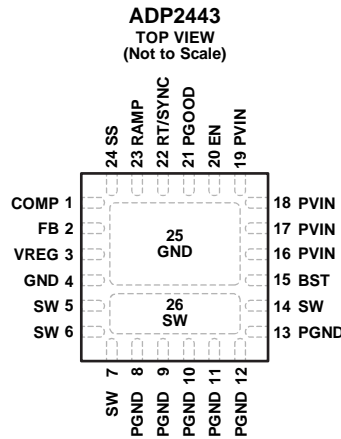 ADP2443
TOP VIEW
(Not to Scale)
24 SS
23 RAMP
22 RT/SYNC
21 PGOOD
20 EN
19 PVIN
COMP 1
FB 2
VREG 3
GND 4
SW 5
SW 6
25
GND
26
SW
18 PVIN
17 PVIN
16 PVIN
15 BST
14 SW
13 PGND
SW 7
PGND 8
PGND 9
PGND 10
PGND 11
PGND 12